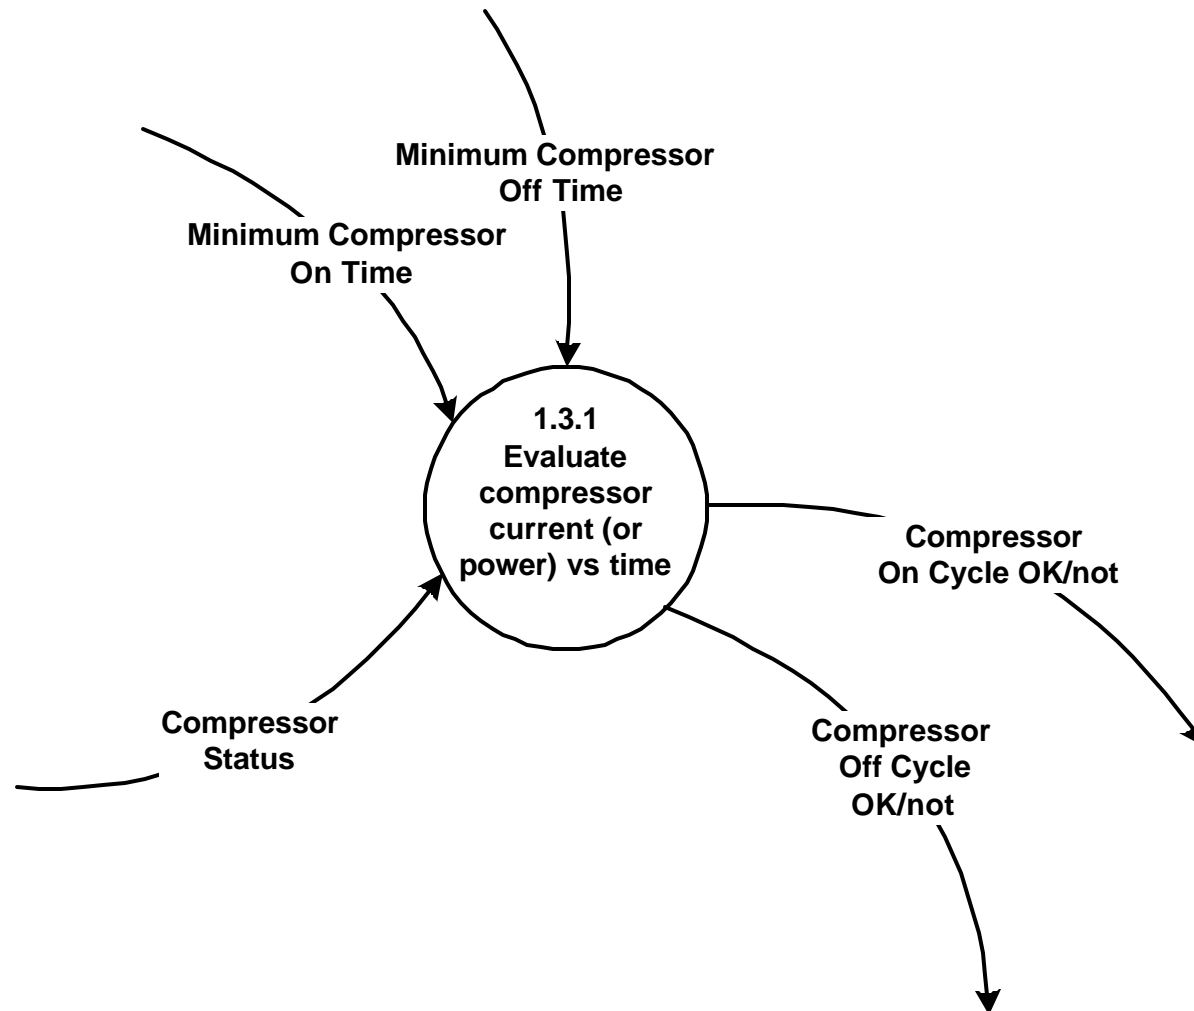 Minimum Compressor
Off Time
Minimum Compressor
On Time
1.3.1
Evaluate
compressor
current (or
power) vs time
Compressor
On Cycle OK/not
Compressor
Status
Compressor
Off Cycle
OK/not